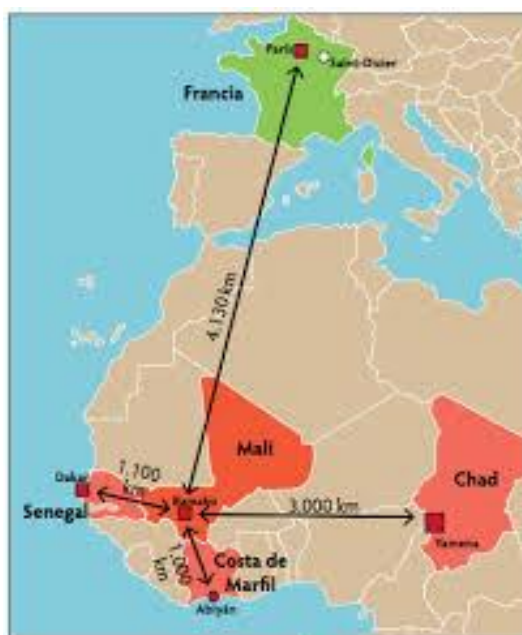 París
Saint-Dizier
Francia
4.130 km
Mali
Chad
Dakar
1,100
km
Bamako
3,000 km
Senegal
Yamena
1,000
km
Costa de
Marfil
Abiyán